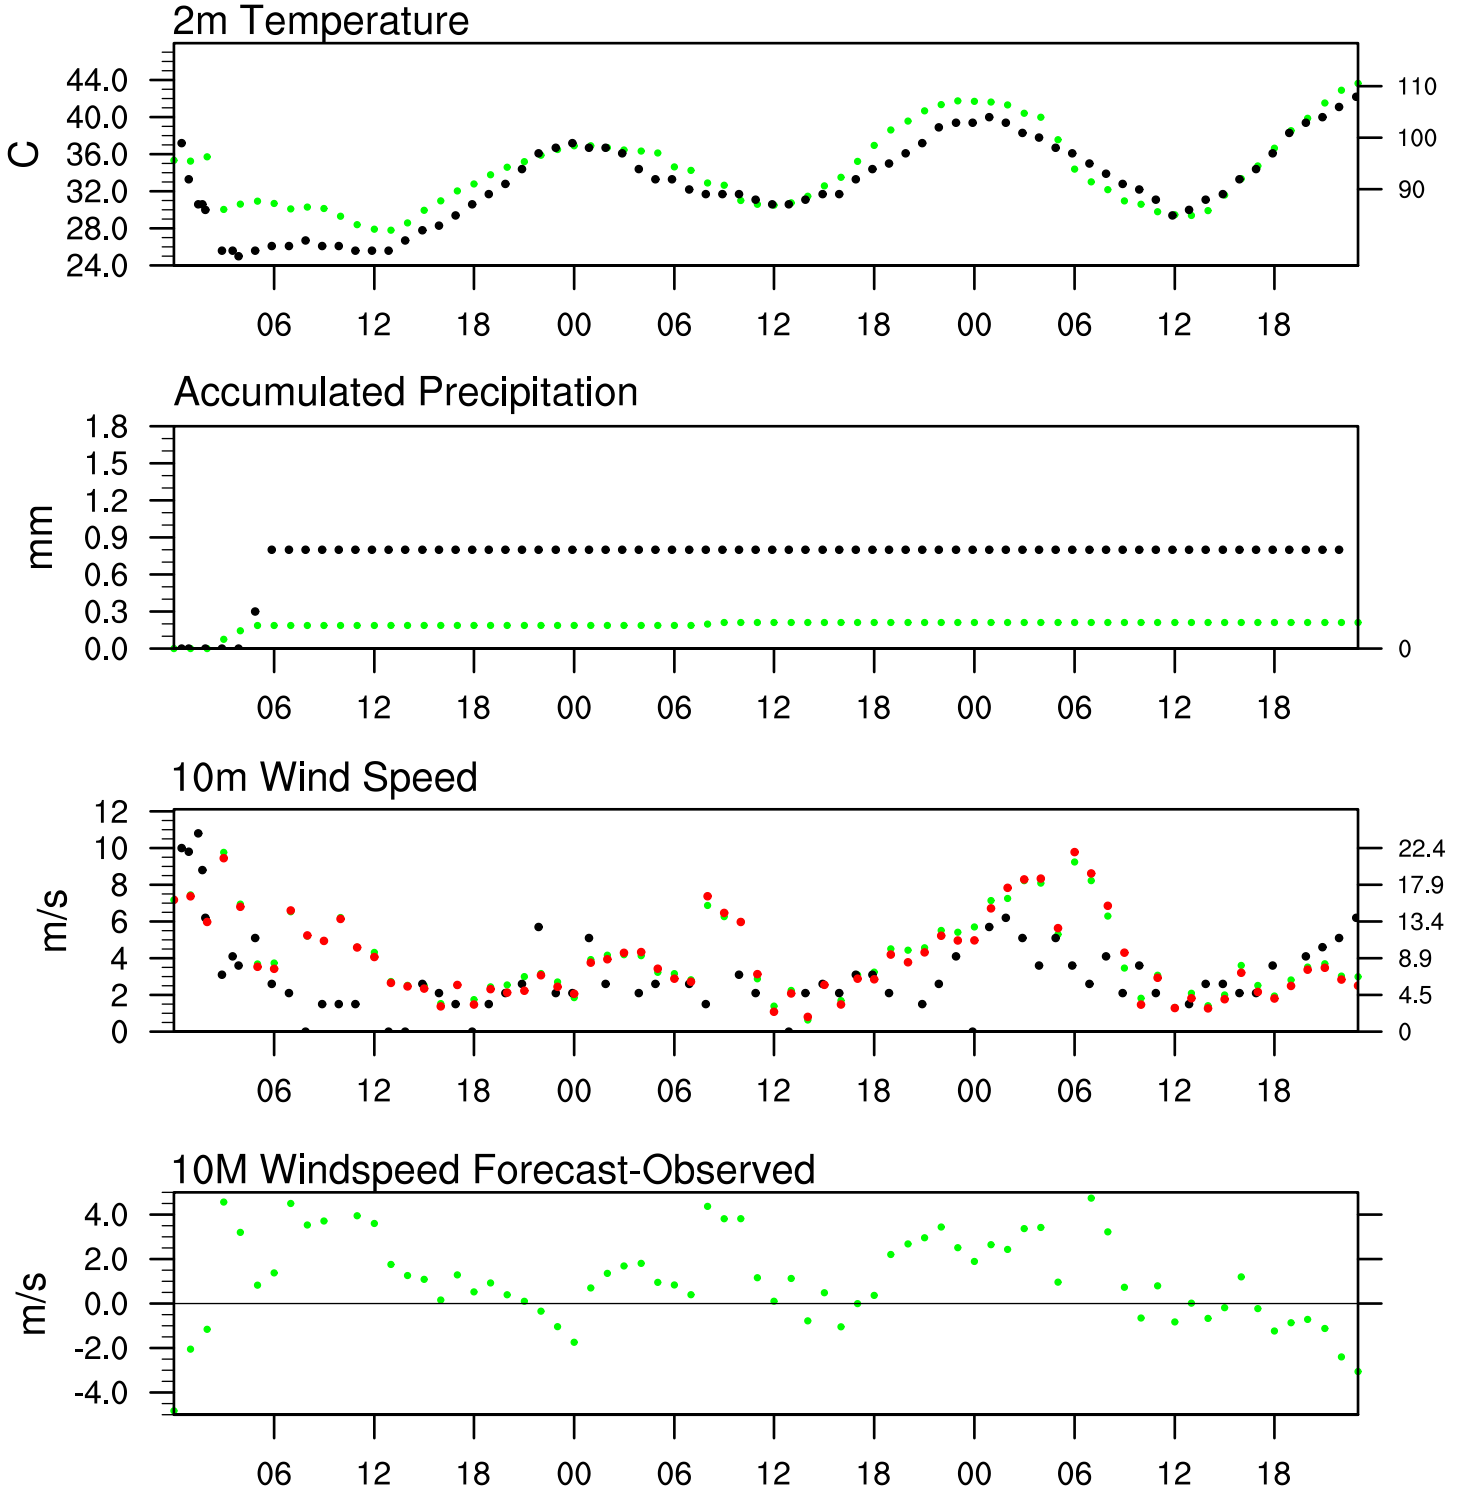 2m Temperature
44.0
40.0
36.0
32.0
28.0
24.0
C
110
100
90
06 12 18 00 06 12 18 00 06 12 18
Accumulated Precipitation
1.8
1.5
1.2
0.9
0.6
0.3
0.0
mm
0
06 12 18 00 06 12 18 00 06 12 18
10m Wind Speed
12
10
8
6
4
2
0
m/s
22.4
17.9
13.4
8.9
4.5
0
06 12 18 00 06 12 18 00 06 12 18
10M Windspeed Forecast-Observed
4.0
2.0
0.0
-2.0
-4.0
m/s
06 12 18 00 06 12 18 00 06 12 18